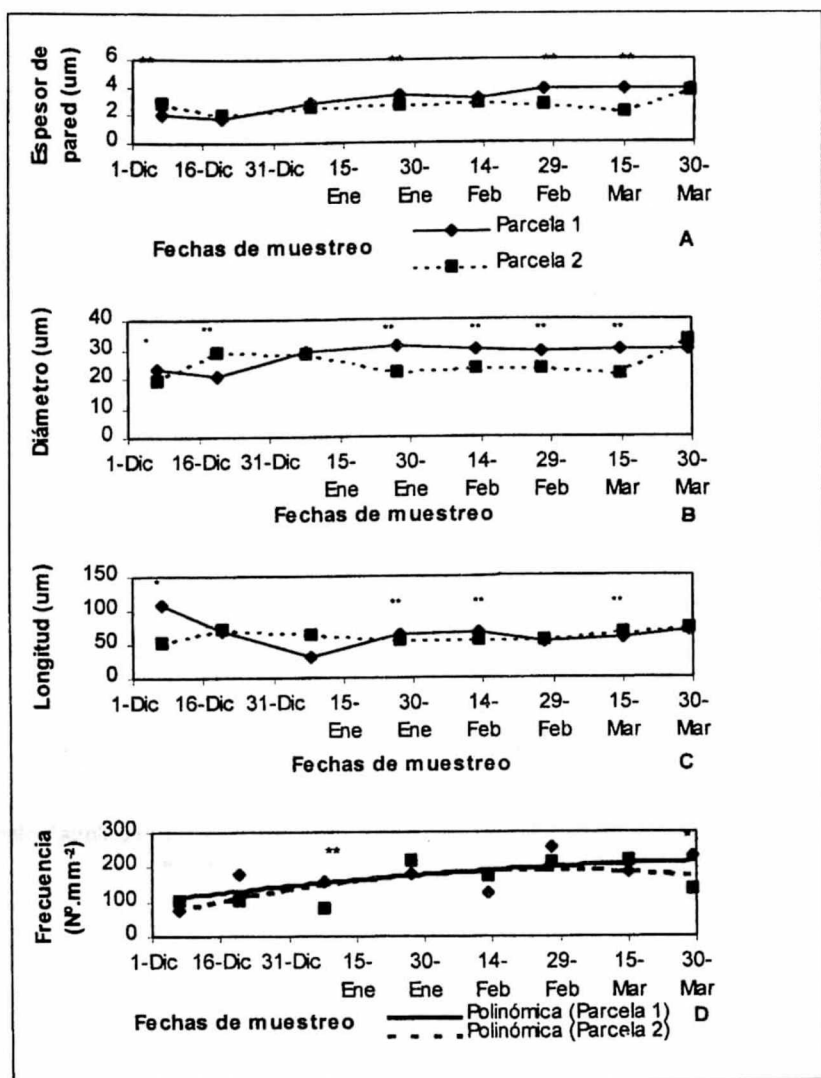 **
**
**
**
Espesor de
pared (um)
6
4
2
0
1-Dic
16-Dic
31-Dic
15-
Ene
30-
Ene
14-
Feb
29-
Feb
15-
Mar
30-
Mar
Fechas de muestreo
Parcela 1
Parcela 2
A
Diámetro (um)
40
30
20
10
0
*
**
**
**
**
**
1-Dic
16-Dic
31-Dic
15-
Ene
30-
Ene
14-
Feb
29-
Feb
15-
Mar
30-
Mar
Fechas de muestreo
B
Longitud (um)
150
100
50
0
*
**
**
**
1-Dic
16-Dic
31-Dic
15-
Ene
30-
Ene
14-
Feb
29-
Feb
15-
Mar
30-
Mar
Fechas de muestreo
C
Frecuencia
(Nº.mm⁻²)
300
200
100
0
**
*
1-Dic
16-Dic
31-Dic
15-
Ene
30-
Ene
14-
Feb
29-
Feb
15-
Mar
30-
Mar
Fechas de muestreo
Polinómica (Parcela 1)
Polinómica (Parcela 2)
D